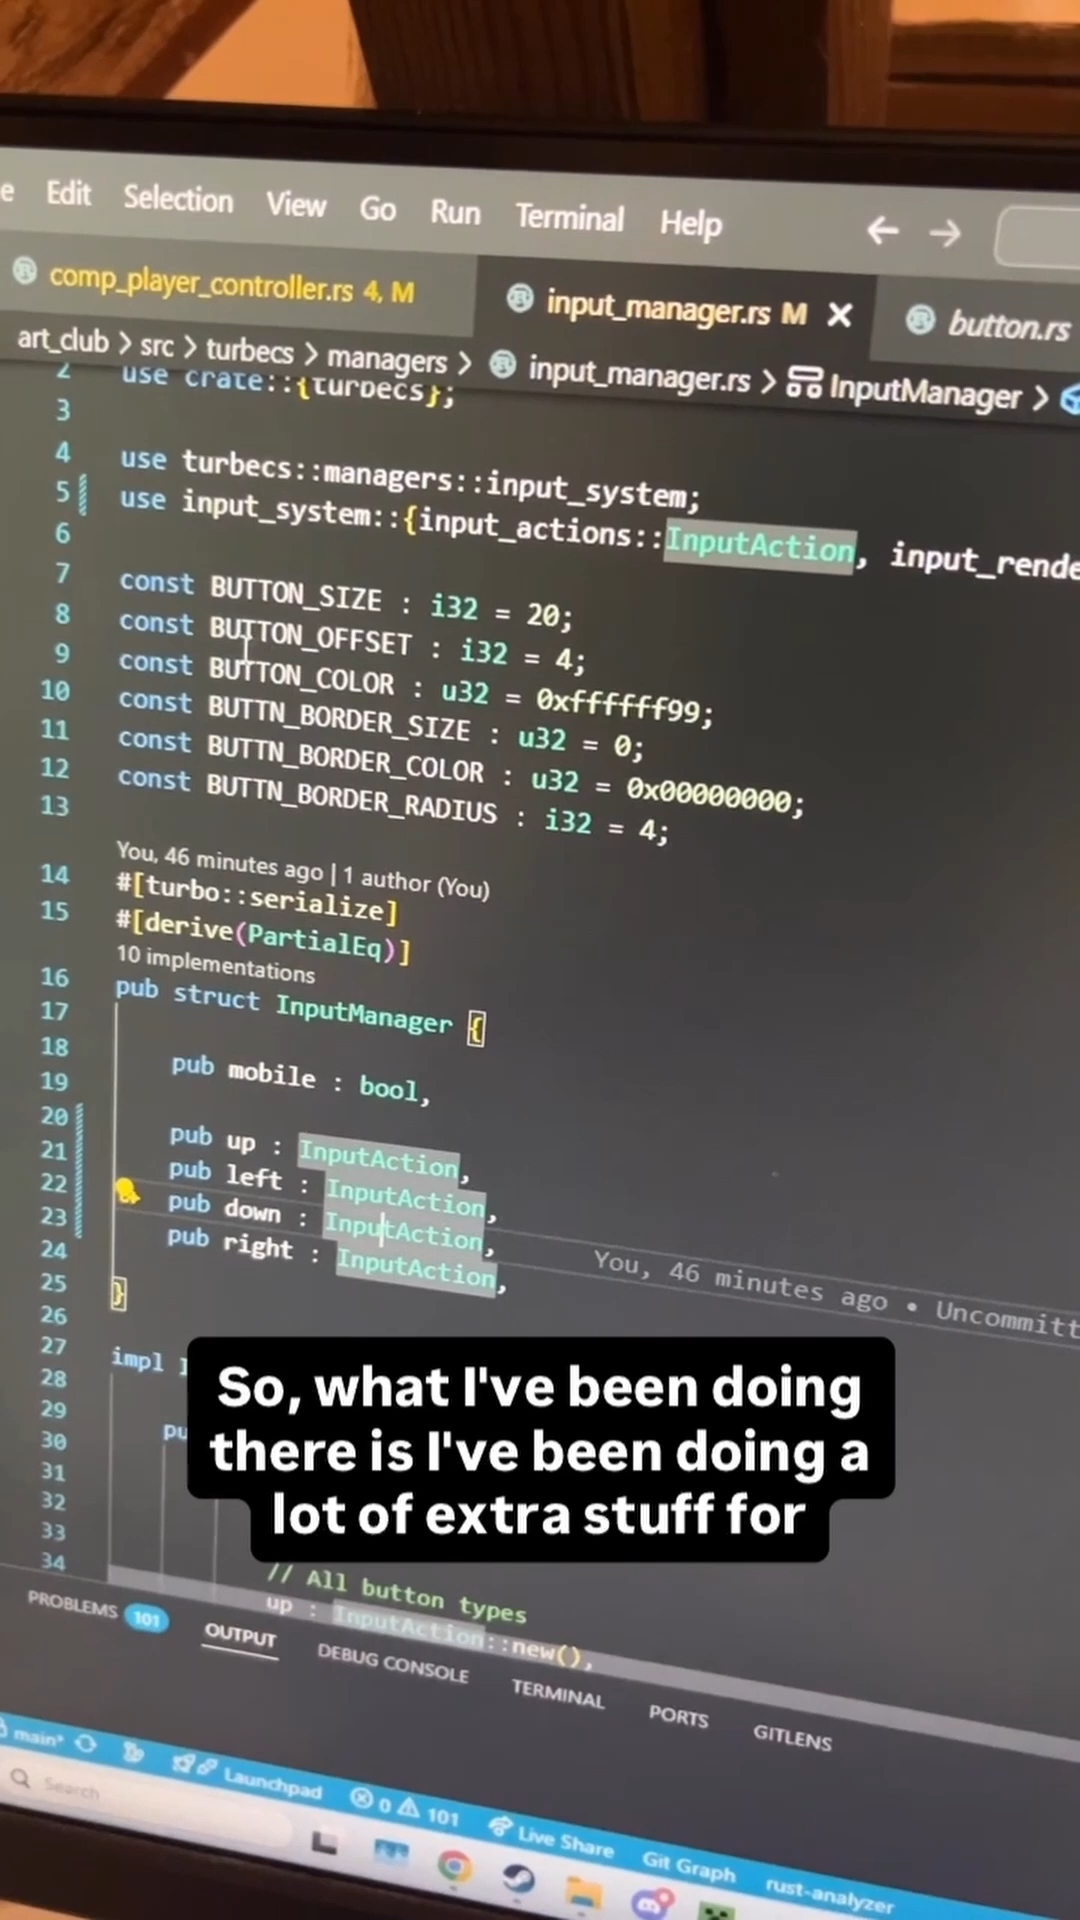 e Edit Selection View Go Run Terminal Help
comp_player_controller.rs 4, M input_manager.rs M button.rs
art_club > src > turbecs > managers > input_manager.rs > InputManager >
2 use crate::{turbecs};
3
4 use turbecs::managers::input_system;
5 use input_system::{input_actions::InputAction, input_rende
6
7 const BUTTON_SIZE : i32 = 20;
8 const BUTTON_OFFSET : i32 = 4;
9 const BUTTON_COLOR : u32 = 0xffffff99;
10 const BUTTN_BORDER_SIZE : u32 = 0;
11 const BUTTN_BORDER_COLOR : u32 = 0x00000000;
12 const BUTTN_BORDER_RADIUS : i32 = 4;
13
You, 46 minutes ago | 1 author (You)
14 #[turbo::serialize]
15 #[derive(PartialEq)]
10 implementations
16 pub struct InputManager {
17
18 pub mobile : bool,
19
20 pub up : InputAction,
21 pub left : InputAction,
22 pub down : InputAction, You, 46 minutes ago • Uncommitt
23 pub right : InputAction,
24
25 }
26
27 impl I
28
29 pu
30
31
32
33 // All button types
34 up : InputAction::new(),
So, what I've been doing
there is I've been doing a
lot of extra stuff for
PROBLEMS 101 OUTPUT DEBUG CONSOLE TERMINAL PORTS GITLENS
main* Launchpad 0 101 Live Share Git Graph rust-analyzer
Search